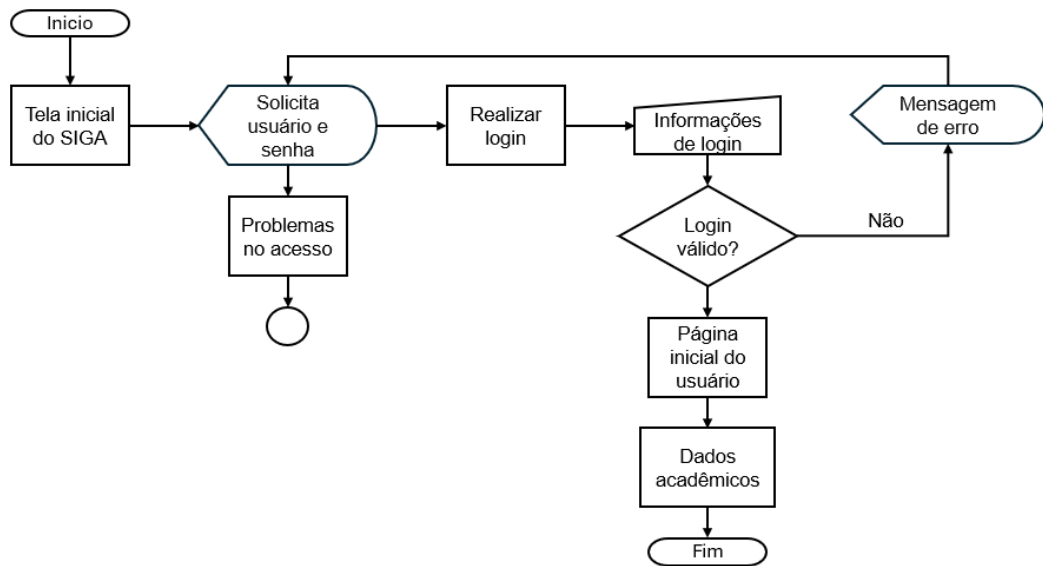 Inicio
Tela inicial
do SIGA
Solicita
usuário e
senha
Realizar
login
Informações
de login
Mensagem
de erro
Problemas
no acesso
Login
válido?
Não
Página
inicial do
usuário
Dados
acadêmicos
Fim